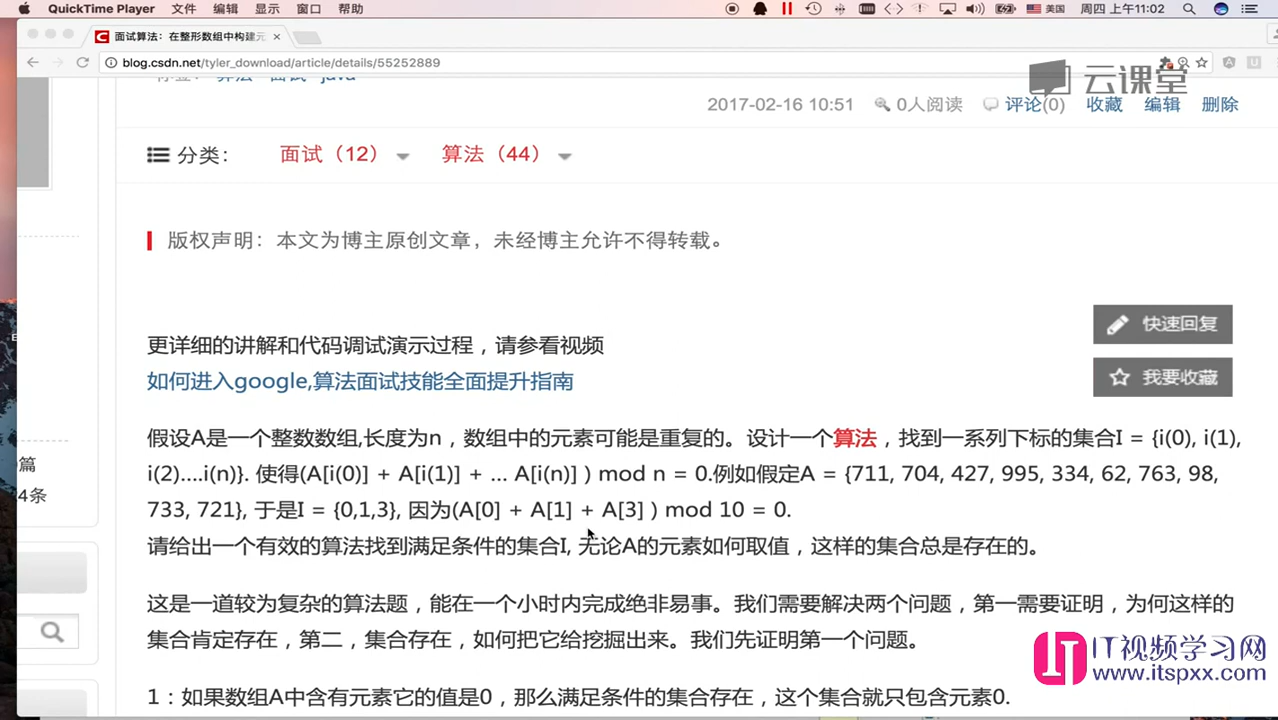 QuickTime Player 文件 编辑 显示 窗口 帮助 美国 周四 上午11:02
面试算法：在整形数组中构建元
blog.csdn.net/tyler_download/article/details/55252889
云课堂
标签： 算法 面试 java
2017-02-16 10:51 0人阅读 评论(0) 收藏 编辑 删除
分类： 面试（12） 算法（44）
版权声明：本文为博主原创文章，未经博主允许不得转载。
快速回复
更详细的讲解和代码调试演示过程，请参看视频
如何进入google,算法面试技能全面提升指南
我要收藏
假设A是一个整数数组,长度为n，数组中的元素可能是重复的。设计一个算法，找到一系列下标的集合I = {i(0), i(1),
i(2)....i(n)}. 使得(A[i(0)] + A[i(1)] + ... A[i(n)] ) mod n = 0.例如假定A = {711, 704, 427, 995, 334, 62, 763, 98,
733, 721}, 于是I = {0,1,3}, 因为(A[0] + A[1] + A[3] ) mod 10 = 0.
请给出一个有效的算法找到满足条件的集合I, 无论A的元素如何取值，这样的集合总是存在的。
篇
4条
这是一道较为复杂的算法题，能在一个小时内完成绝非易事。我们需要解决两个问题，第一需要证明，为何这样的
集合肯定存在，第二，集合存在，如何把它给挖掘出来。我们先证明第一个问题。
IT视频学习网
www.itspxx.com
1：如果数组A中含有元素它的值是0，那么满足条件的集合存在，这个集合就只包含元素0.